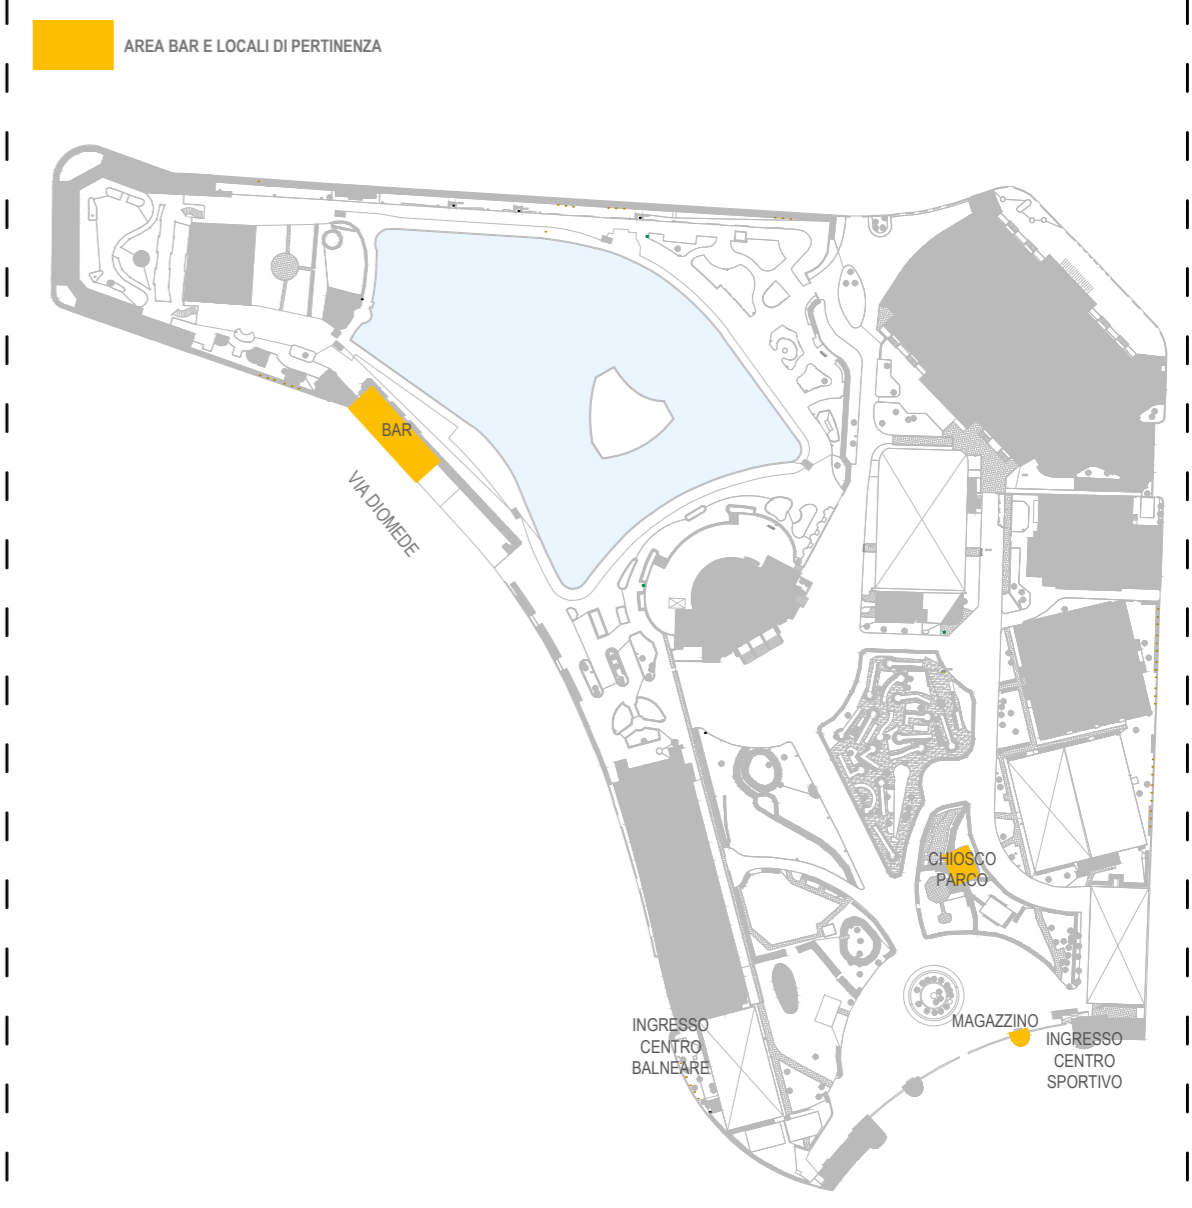 AREA BAR E LOCALI DI PERTINENZA
BAR
VIA DIOMEDE
CHIOSCO
PARCO
MAGAZZINO
INGRESSO
CENTRO
BALNEARE
INGRESSO
CENTRO
SPORTIVO